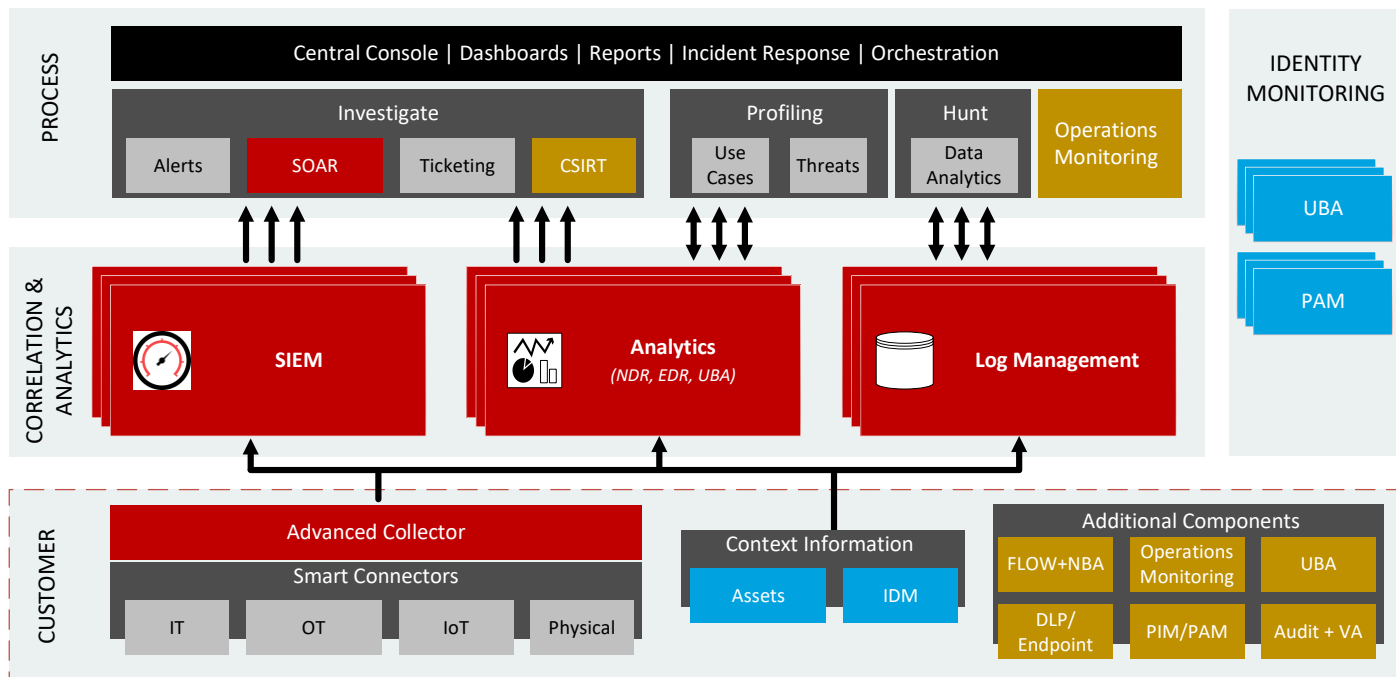 PROCESS
Central Console | Dashboards | Reports | Incident Response | Orchestration
Investigate
Alerts
SOAR
Ticketing
CSIRT
Profiling
Use
Cases
Threats
Hunt
Data
Analytics
Operations
Monitoring
IDENTITY
MONITORING
UBA
PAM
CORRELATION &
ANALYTICS
SIEM
Analytics
(NDR, EDR, UBA)
Log Management
CUSTOMER
Advanced Collector
Smart Connectors
IT
OT
IoT
Physical
Context Information
Assets
IDM
Additional Components
FLOW+NBA
Operations
Monitoring
UBA
DLP/
Endpoint
PIM/PAM
Audit + VA